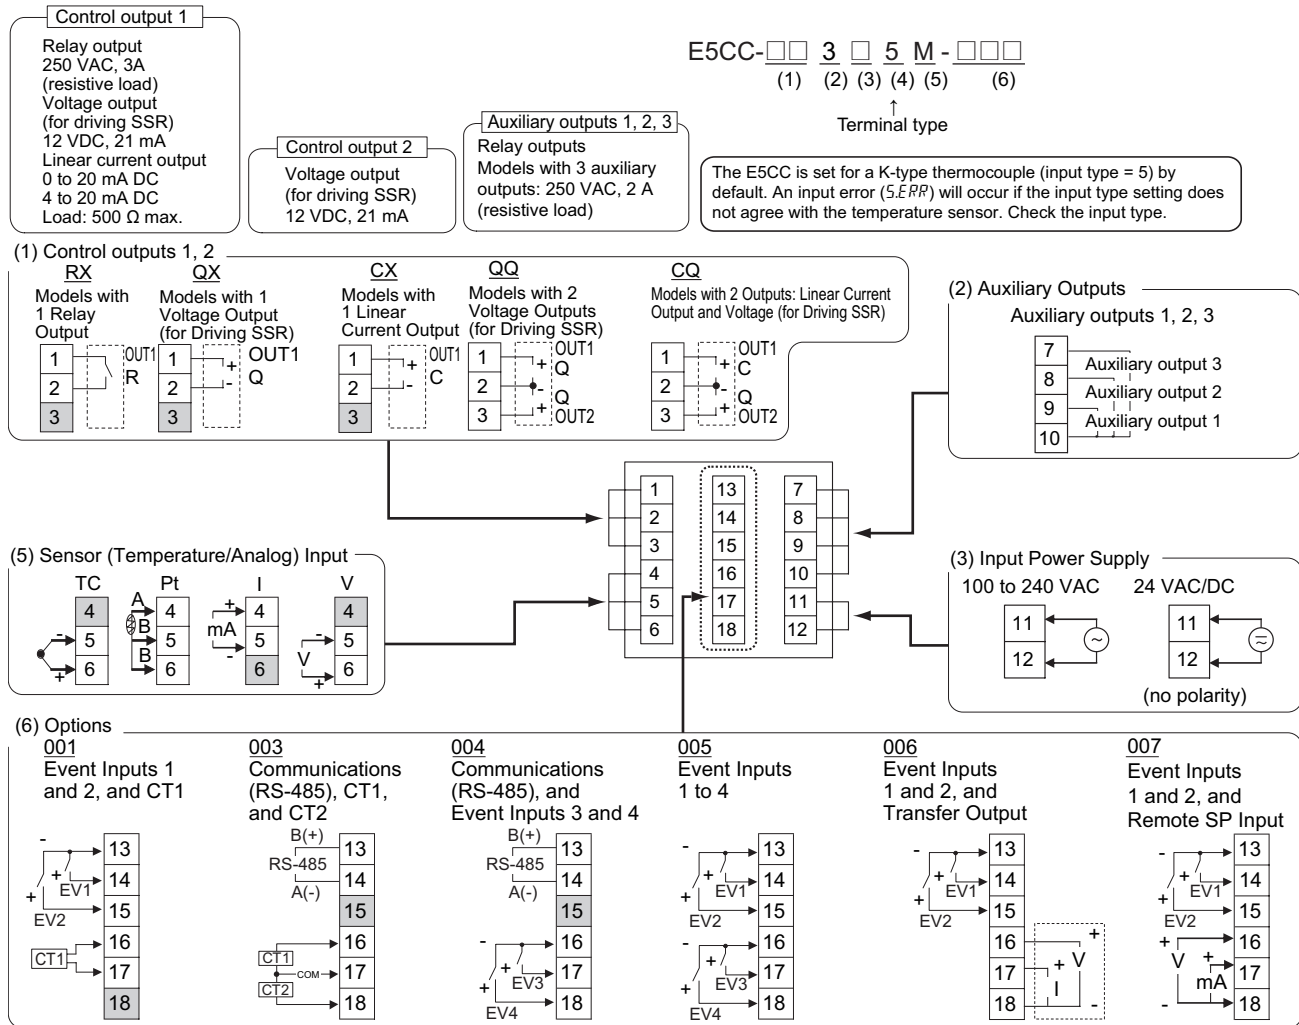 Control output 1
Relay output
250 VAC, 3A
(resistive load)
Voltage output
(for driving SSR)
12 VDC, 21 mA
Linear current output
0 to 20 mA DC
4 to 20 mA DC
Load: 500 Ω max.
Control output 2
Voltage output
(for driving SSR)
12 VDC, 21 mA
Auxiliary outputs 1, 2, 3
Relay outputs
Models with 3 auxiliary
outputs: 250 VAC, 2 A
(resistive load)
E5CC-□□ 3 □ 5 M - □□□
(1) (2) (3) (4) (5) (6)
↑
Terminal type
The E5CC is set for a K-type thermocouple (input type = 5) by
default. An input error (S.ERR) will occur if the input type setting does
not agree with the temperature sensor. Check the input type.
(1) Control outputs 1, 2
RX
Models with
1 Relay
Output
1
2
3
OUT1
R
QX
Models with 1
Voltage Output
(for Driving SSR)
1
2
3
+
-
OUT1
Q
CX
Models with
1 Linear
Current Output
1
2
3
+
-
OUT1
C
QQ
Models with 2
Voltage Outputs
(for Driving SSR)
1
2
3
OUT1
+ Q
-
Q
+ OUT2
CQ
Models with 2 Outputs: Linear Current
Output and Voltage (for Driving SSR)
1
2
3
OUT1
+ C
-
Q
+ OUT2
(2) Auxiliary Outputs
Auxiliary outputs 1, 2, 3
7
8
9
10
Auxiliary output 3
Auxiliary output 2
Auxiliary output 1
1 13 7
2 14 8
3 15 9
4 16 10
5 17 11
6 18 12
(5) Sensor (Temperature/Analog) Input
TC
4
- 5
+ 6
Pt
A 4
B 5
B 6
I
+ 4
mA 5
- 6
V
4
- 5
V
+ 6
(3) Input Power Supply
100 to 240 VAC
11
12
~
24 VAC/DC
11
12
(no polarity)
(6) Options
001
Event Inputs 1
and 2, and CT1
- 13
+ EV1 14
+ EV2 15
CT1 16
17
18
003
Communications
(RS-485), CT1,
and CT2
B(+) 13
RS-485
A(-) 14
15
CT1 16
COM 17
CT2 18
004
Communications
(RS-485), and
Event Inputs 3 and 4
B(+) 13
RS-485
A(-) 14
15
- 16
+ EV3 17
+ EV4 18
005
Event Inputs
1 to 4
- 13
+ EV1 14
+ EV2 15
- 16
+ EV3 17
+ EV4 18
006
Event Inputs
1 and 2, and
Transfer Output
- 13
+ EV1 14
+ EV2 15
16 +
17 + V
18 I -
007
Event Inputs
1 and 2, and
Remote SP Input
- 13
+ EV1 14
+ EV2 15
+ 16
V + 17
mA
- 18